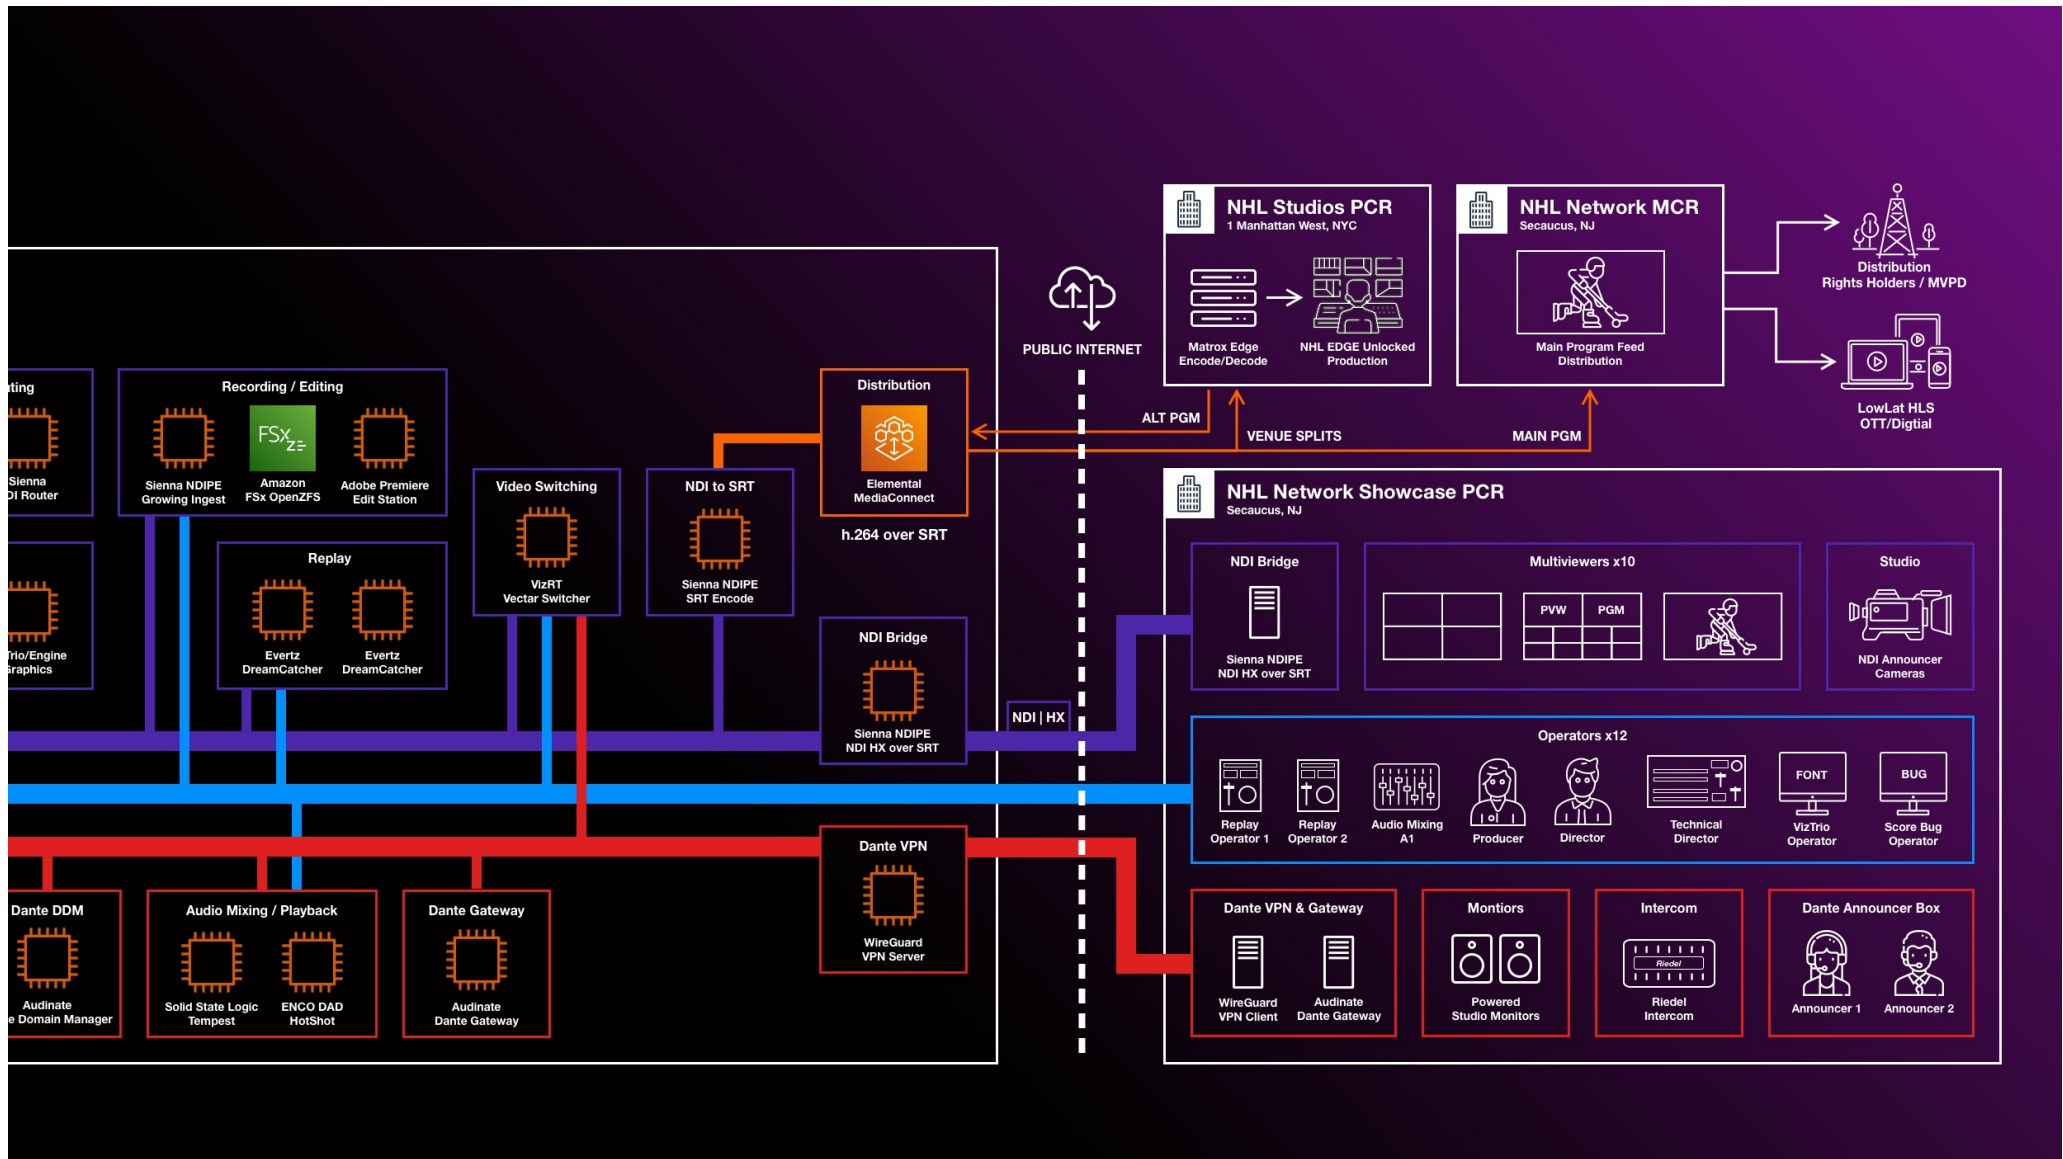 NHL Studios PCR
1 Manhattan West, NYC
Matrox Edge
Encode/Decode
NHL EDGE Unlocked
Production
NHL Network MCR
Secaucus, NJ
Main Program Feed
Distribution
Distribution
Rights Holders / MVPD
LowLat HLS
OTT/Digtial
PUBLIC INTERNET
ALT PGM
VENUE SPLITS
MAIN PGM
uting
Sienna
DI Router
Recording / Editing
Sienna NDIPE
Growing Ingest
FSx
Z
Amazon
FSx OpenZFS
Adobe Premiere
Edit Station
Trio/Engine
Graphics
Replay
Evertz
DreamCatcher
Evertz
DreamCatcher
Video Switching
VizRT
Vectar Switcher
NDI to SRT
Sienna NDIPE
SRT Encode
Distribution
Elemental
MediaConnect
h.264 over SRT
NDI Bridge
Sienna NDIPE
NDI HX over SRT
NDI | HX
Dante VPN
WireGuard
VPN Server
Dante DDM
Audinate
e Domain Manager
Audio Mixing / Playback
Solid State Logic
Tempest
ENCO DAD
HotShot
Dante Gateway
Audinate
Dante Gateway
NHL Network Showcase PCR
Secaucus, NJ
NDI Bridge
Sienna NDIPE
NDI HX over SRT
Multiviewers x10
PVW
PGM
Studio
NDI Announcer
Cameras
Operators x12
Replay
Operator 1
Replay
Operator 2
Audio Mixing
A1
Producer
Director
Technical
Director
FONT
VizTrio
Operator
BUG
Score Bug
Operator
Dante VPN & Gateway
WireGuard
VPN Client
Audinate
Dante Gateway
Montiors
Powered
Studio Monitors
Intercom
Riedel
Riedel
Intercom
Dante Announcer Box
Announcer 1
Announcer 2